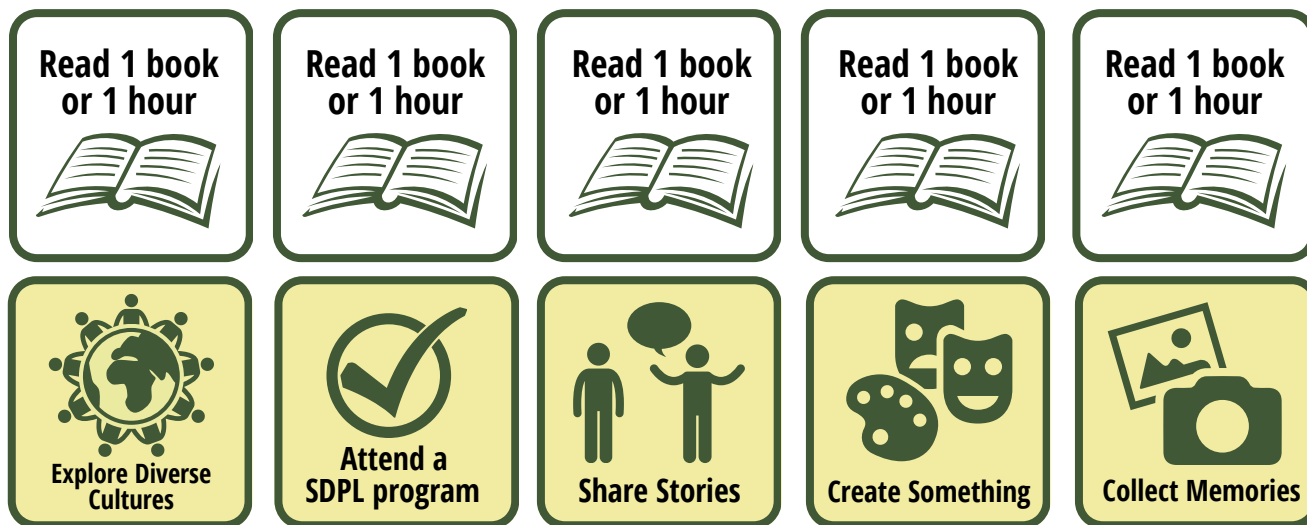 Read 1 book
or 1 hour
Read 1 book
or 1 hour
Read 1 book
or 1 hour
Read 1 book
or 1 hour
Read 1 book
or 1 hour
Explore Diverse
Cultures
Attend a
SDPL program
Share Stories
Create Something
Collect Memories